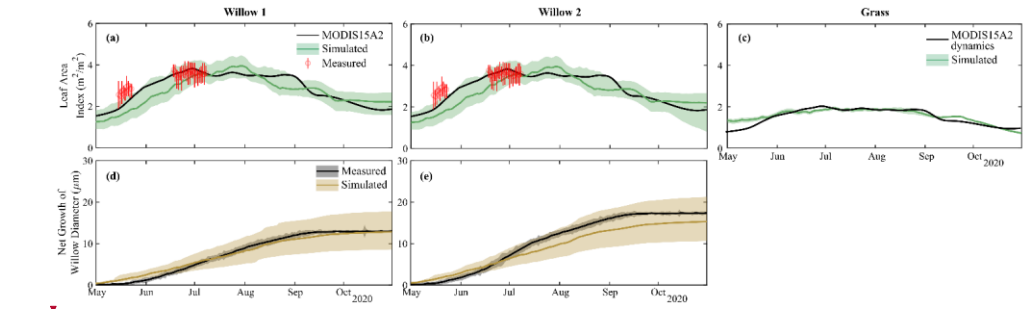 Willow 1
Willow 2
Grass
6
4
2
0
Leaf Area
Index (m²/m²)
(a)
MODIS15A2
Simulated
Measured
6
4
2
0
(b)
6
4
2
0
(c)
MODIS15A2
dynamics
Simulated
May Jun Jul Aug Sep Oct
2020
30
20
10
0
Net Growth of
Willow Diameter (μm)
(d)
Measured
Simulated
May Jun Jul Aug Sep Oct
2020
30
20
10
0
(e)
May Jun Jul Aug Sep Oct
2020